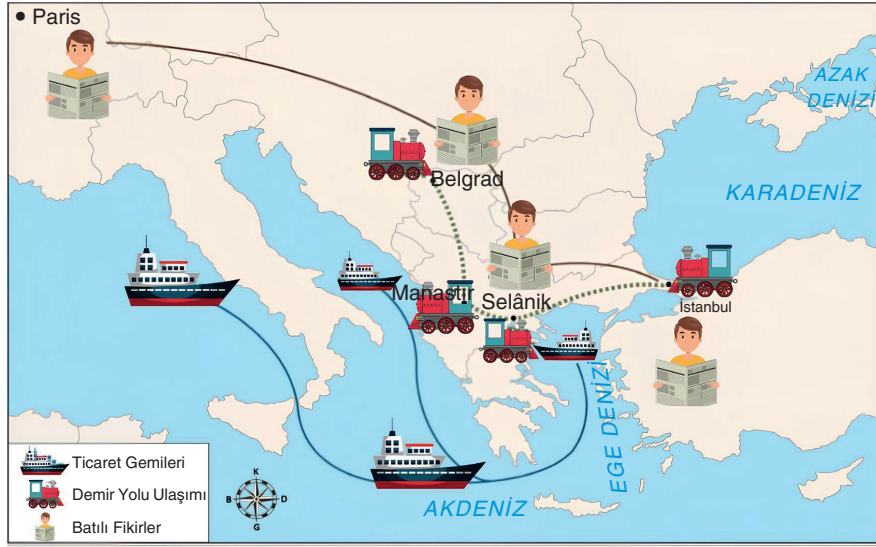 Paris
AZAK
DENİZİ
Belgrad
KARADENİZ
Manastır
Selânik
İstanbul
EGE DENİZİ
AKDENİZ
K
B
D
G
Ticaret Gemileri
Demir Yolu Ulaşımı
Batılı Fikirler